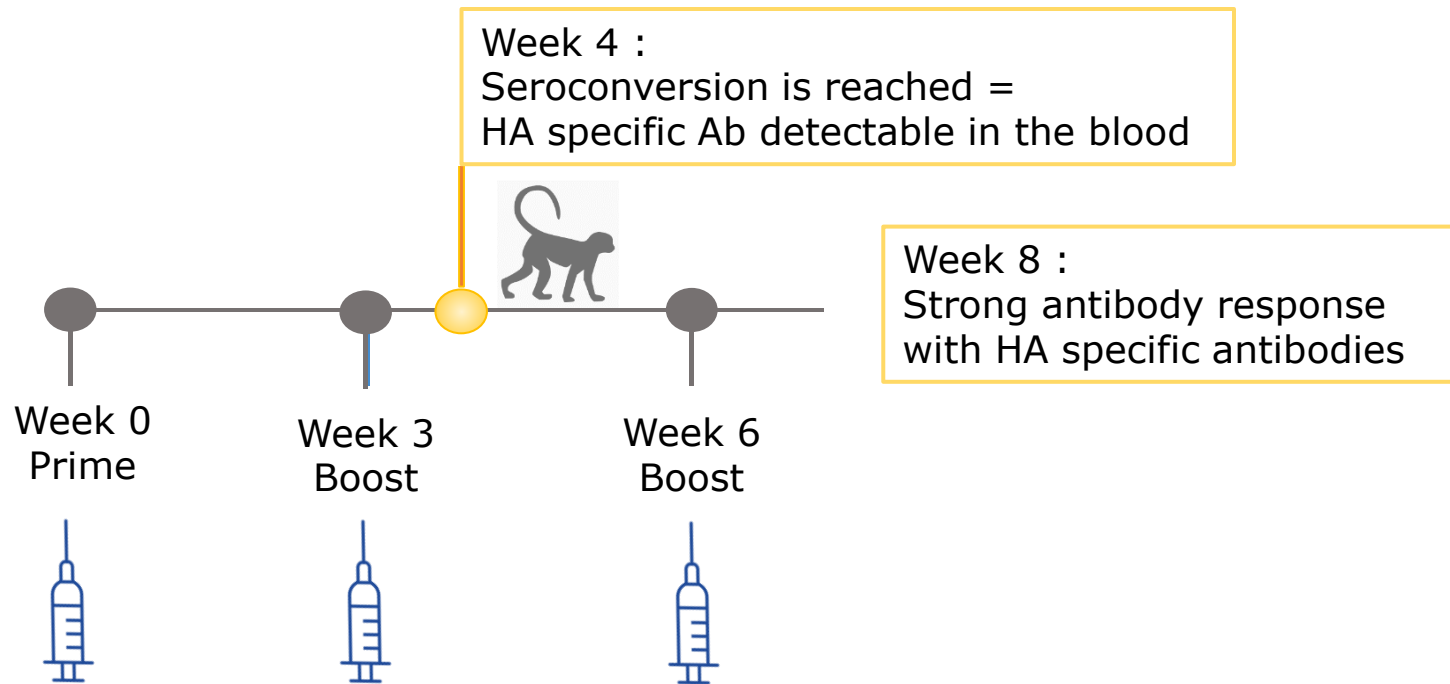 Week 4 :
Seroconversion is reached =
HA specific Ab detectable in the blood
Week 8 :
Strong antibody response
with HA specific antibodies
Week 0
Prime
Week 3
Boost
Week 6
Boost